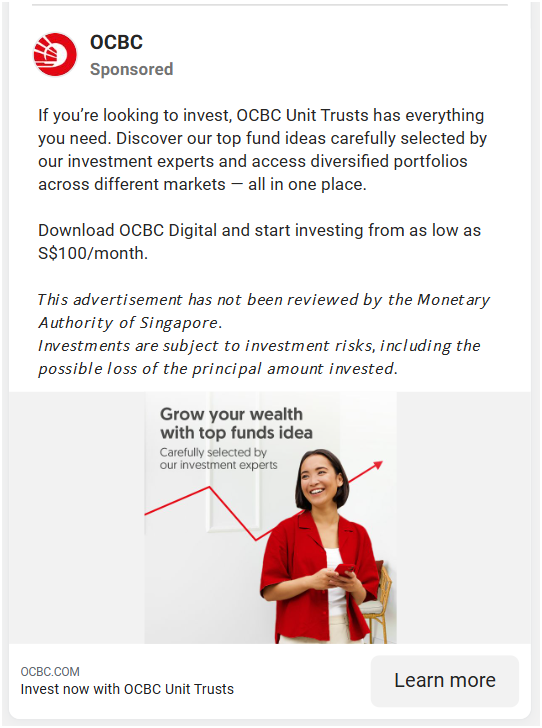 OCBC
Sponsored
If you’re looking to invest, OCBC Unit Trusts has everything
you need. Discover our top fund ideas carefully selected by
our investment experts and access diversified portfolios
across different markets — all in one place.
Download OCBC Digital and start investing from as low as
S$100/month.
This advertisement has not been reviewed by the Monetary
Authority of Singapore.
Investments are subject to investment risks, including the
possible loss of the principal amount invested.
Grow your wealth
with top funds idea
Carefully selected by
our investment experts
OCBC.COM
Invest now with OCBC Unit Trusts
Learn more